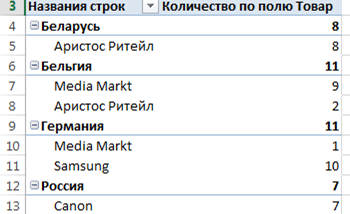 3 Названия строк Количество по полю Товар
4 Беларусь 8
5 Аристос Ритейл 8
6 Бельгия 11
7 Media Markt 9
8 Аристос Ритейл 2
9 Германия 11
10 Media Markt 1
11 Samsung 10
12 Россия 7
13 Canon 7